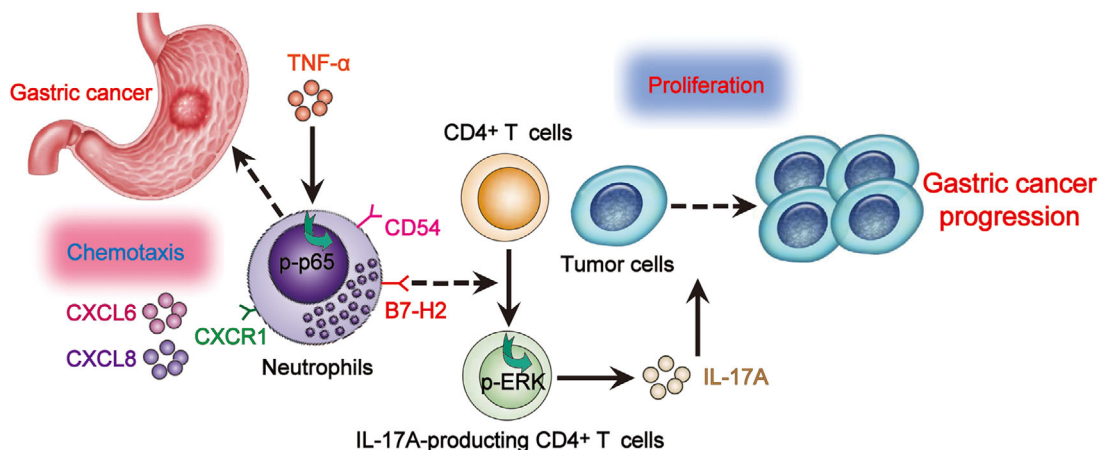 Gastric cancer
TNF-α
Proliferation
CD4+ T cells
Gastric cancer
progression
CD54
Chemotaxis
p-p65
Tumor cells
B7-H2
CXCL6
CXCR1
CXCL8
Neutrophils
p-ERK
IL-17A
IL-17A-producting CD4+ T cells